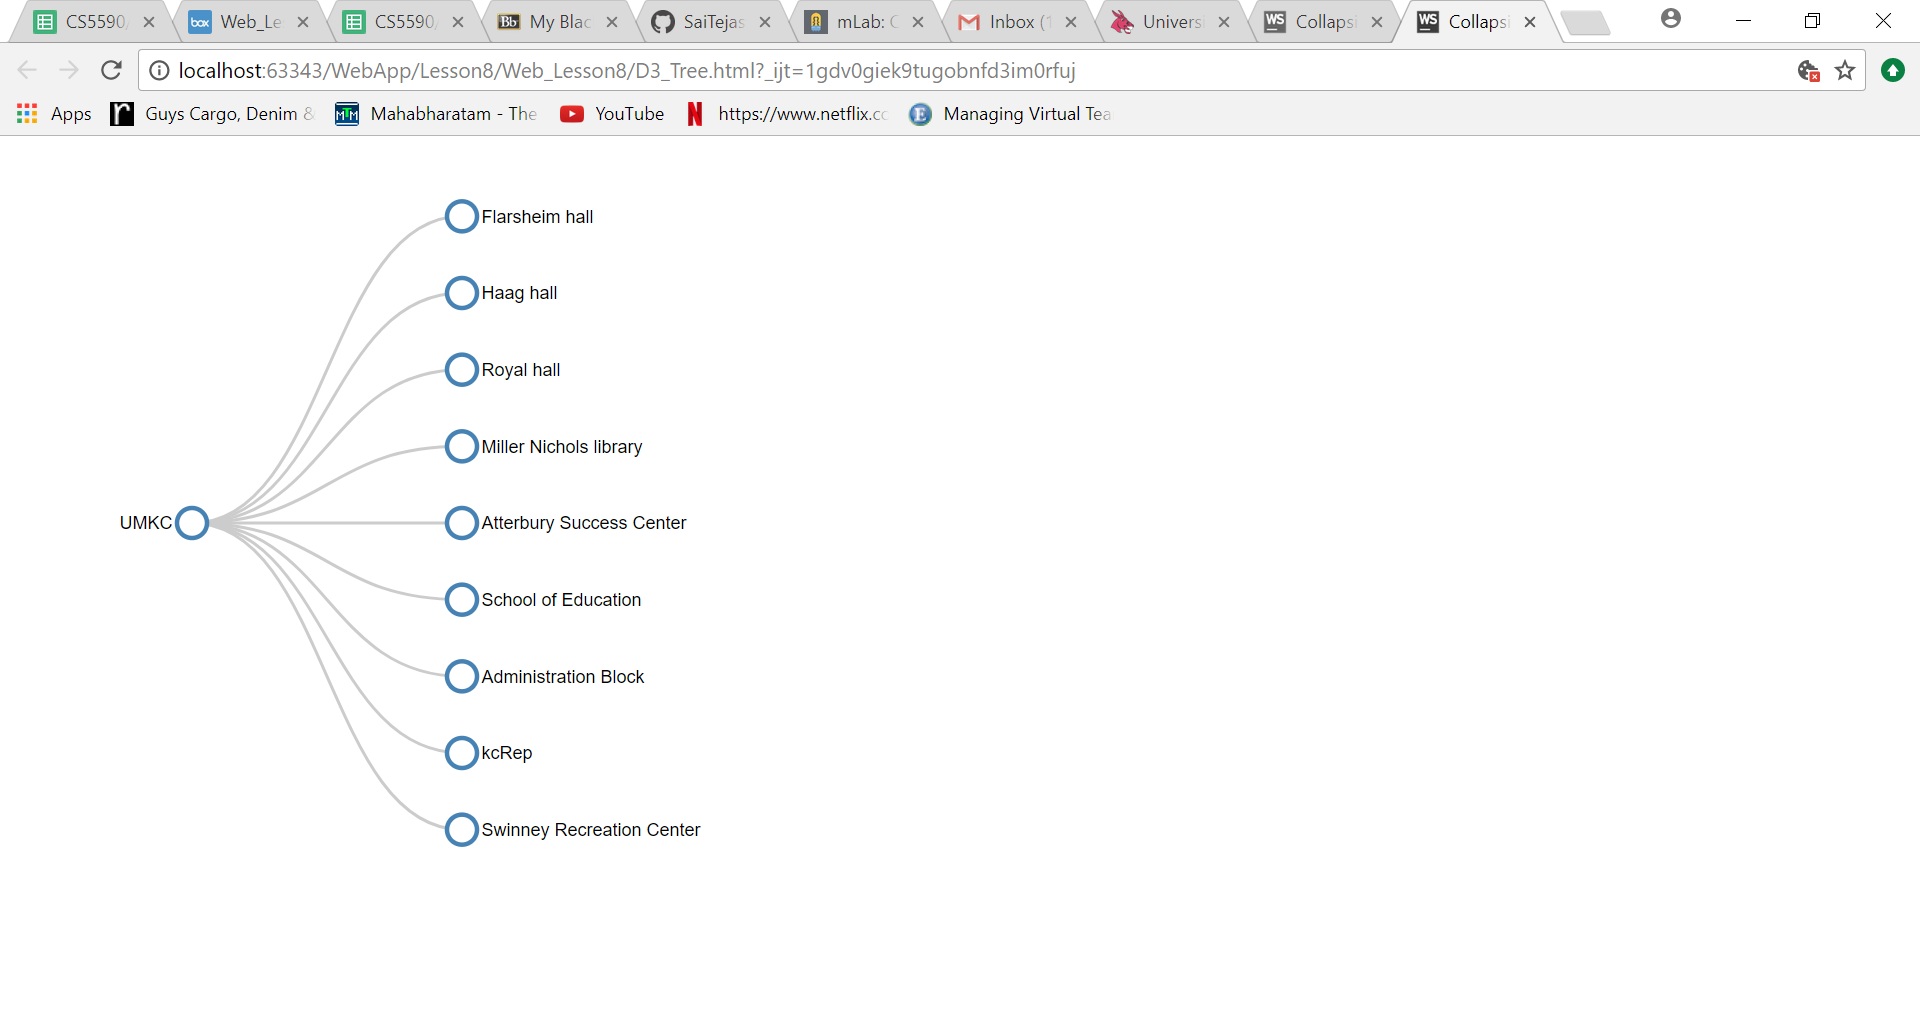 CS5590
Web_Le
CS5590
My Blac
SaiTejas
mLab: C
Inbox (1
Univers
Collapsi
Collapsi
localhost:63343/WebApp/Lesson8/Web_Lesson8/D3_Tree.html?_ijt=1gdv0giek9tugobnfd3im0rfuj
Apps
Guys Cargo, Denim &
Mahabharatam - The
YouTube
https://www.netflix.cc
Managing Virtual Tea
Flarsheim hall
Haag hall
Royal hall
Miller Nichols library
UMKC
Atterbury Success Center
School of Education
Administration Block
kcRep
Swinney Recreation Center